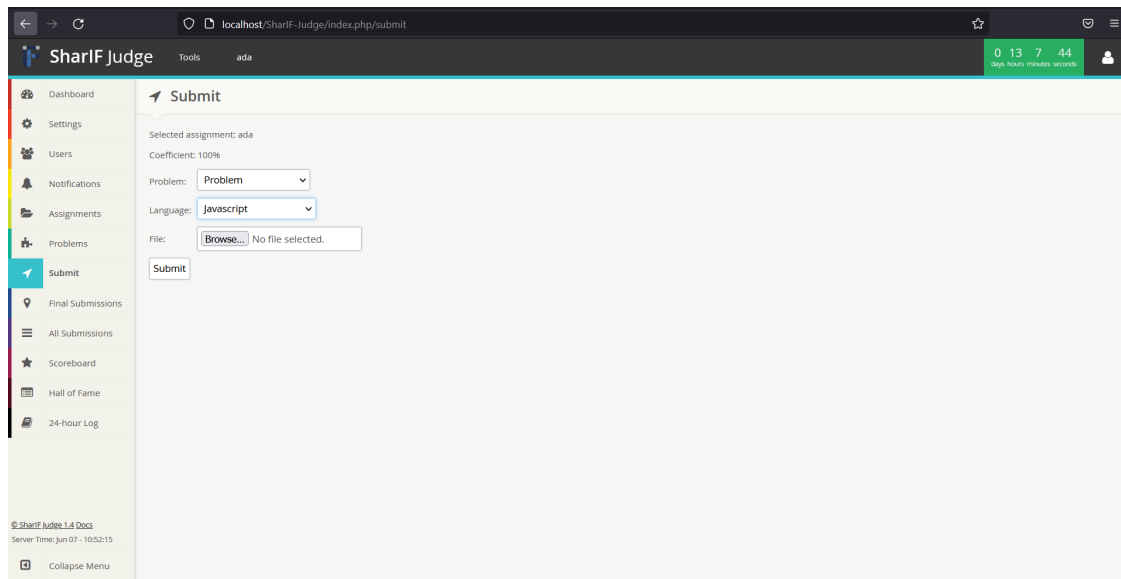 localhost/SharIF-Judge/index.php/submit
SharIF Judge
Tools
ada
0 13 7 44
days hours minutes seconds
Dashboard
Settings
Users
Notifications
Assignments
Problems
Submit
Final Submissions
All Submissions
Scoreboard
Hall of Fame
24-hour Log
© SharIF Judge 1.4 Docs
Server Time: Jun 07 - 10:52:15
Collapse Menu
Submit
Selected assignment: ada
Coefficient: 100%
Problem: Problem
Language: Javascript
File: Browse... No file selected.
Submit